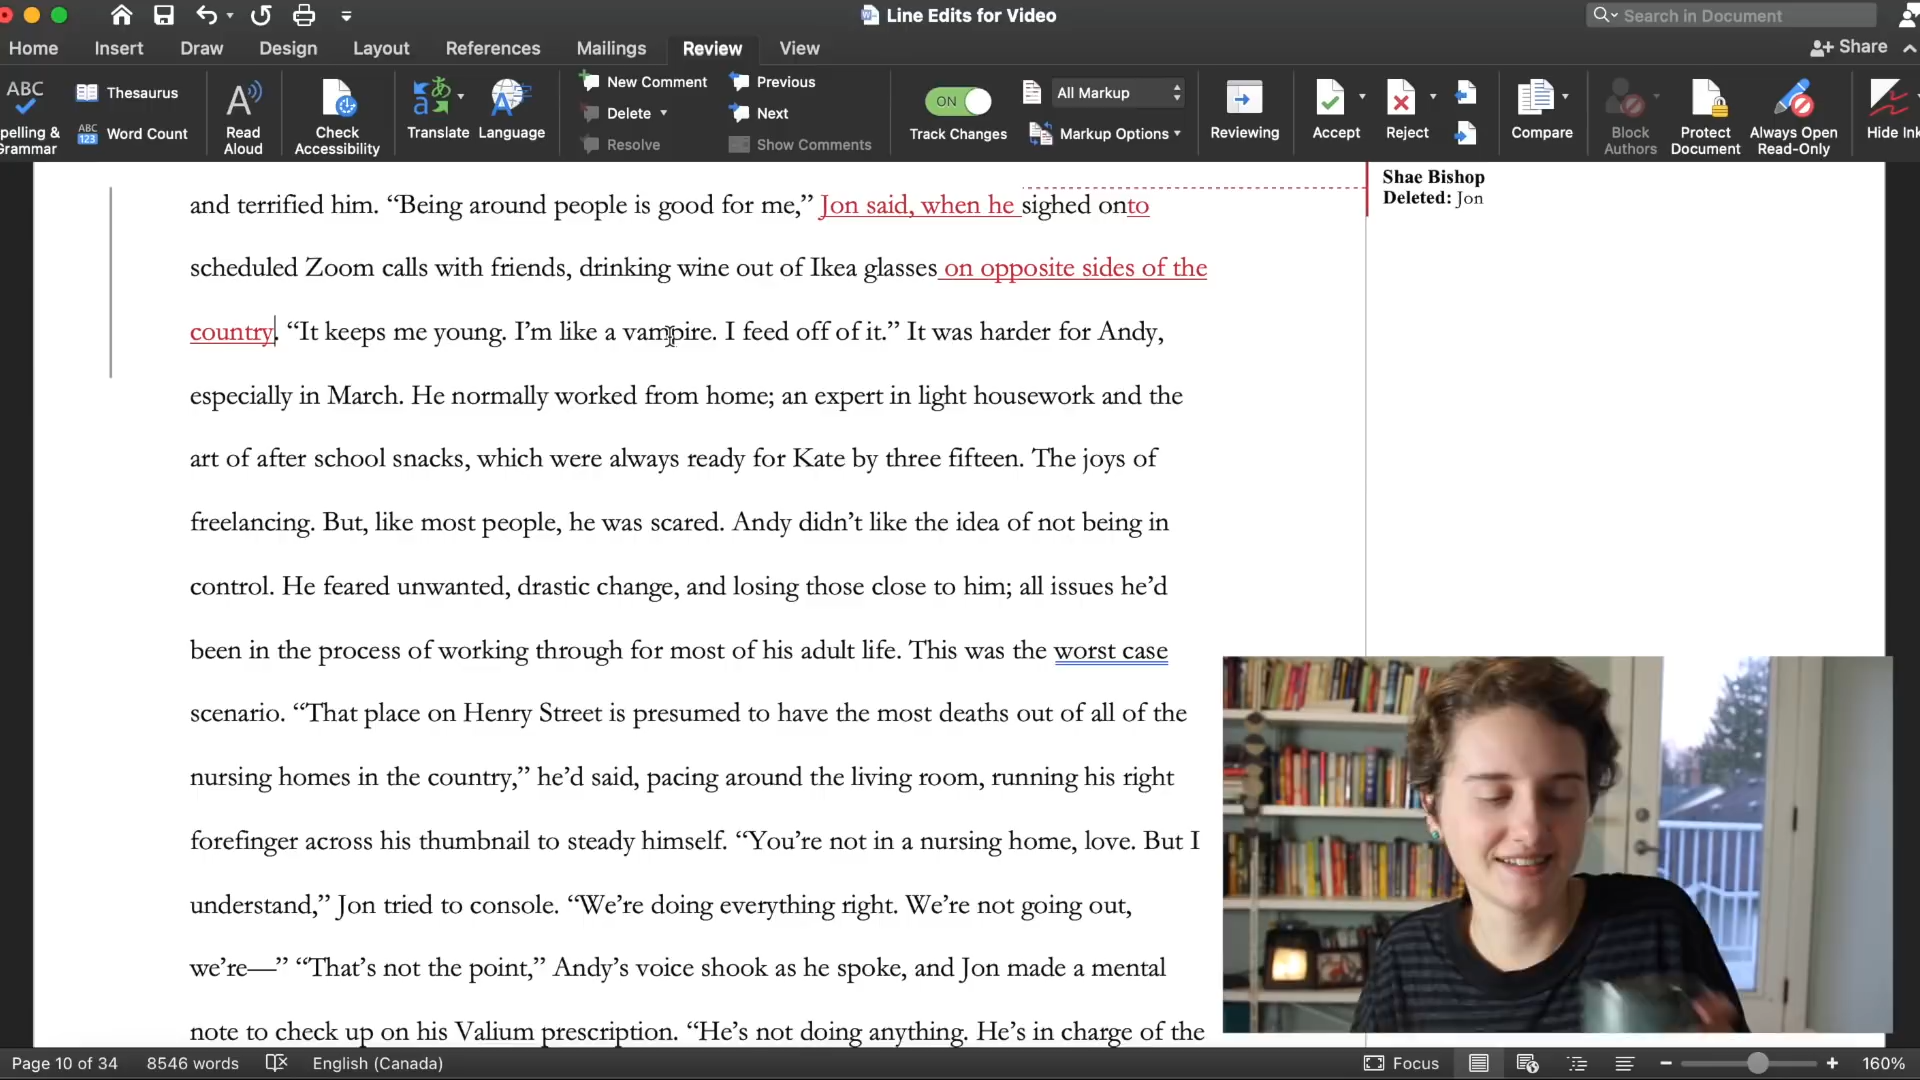 Line Edits for Video
Search in Document
Home Insert Draw Design Layout References Mailings Review View Share
ABC
pelling &
Grammar
Thesaurus
ABC
123
Word Count
Read
Aloud
Check
Accessibility
Translate
Language
New Comment
Delete
Resolve
Previous
Next
Show Comments
ON
Track Changes
All Markup
Markup Options
Reviewing
Accept
Reject
Compare
Block
Authors
Protect
Document
Always Open
Read-Only
Hide Ink
and terrified him. “Being around people is good for me,” Jon said, when he sighed onto
scheduled Zoom calls with friends, drinking wine out of Ikea glasses on opposite sides of the
country. “It keeps me young. I’m like a vampire. I feed off of it.” It was harder for Andy,
especially in March. He normally worked from home; an expert in light housework and the
art of after school snacks, which were always ready for Kate by three fifteen. The joys of
freelancing. But, like most people, he was scared. Andy didn’t like the idea of not being in
control. He feared unwanted, drastic change, and losing those close to him; all issues he’d
been in the process of working through for most of his adult life. This was the worst case
scenario. “That place on Henry Street is presumed to have the most deaths out of all of the
nursing homes in the country,” he’d said, pacing around the living room, running his right
forefinger across his thumbnail to steady himself. “You’re not in a nursing home, love. But I
understand,” Jon tried to console. “We’re doing everything right. We’re not going out,
we’re—” “That’s not the point,” Andy’s voice shook as he spoke, and Jon made a mental
note to check up on his Valium prescription. “He’s not doing anything. He’s in charge of the
Shae Bishop
Deleted: Jon
Page 10 of 34 8546 words English (Canada) Focus 160%